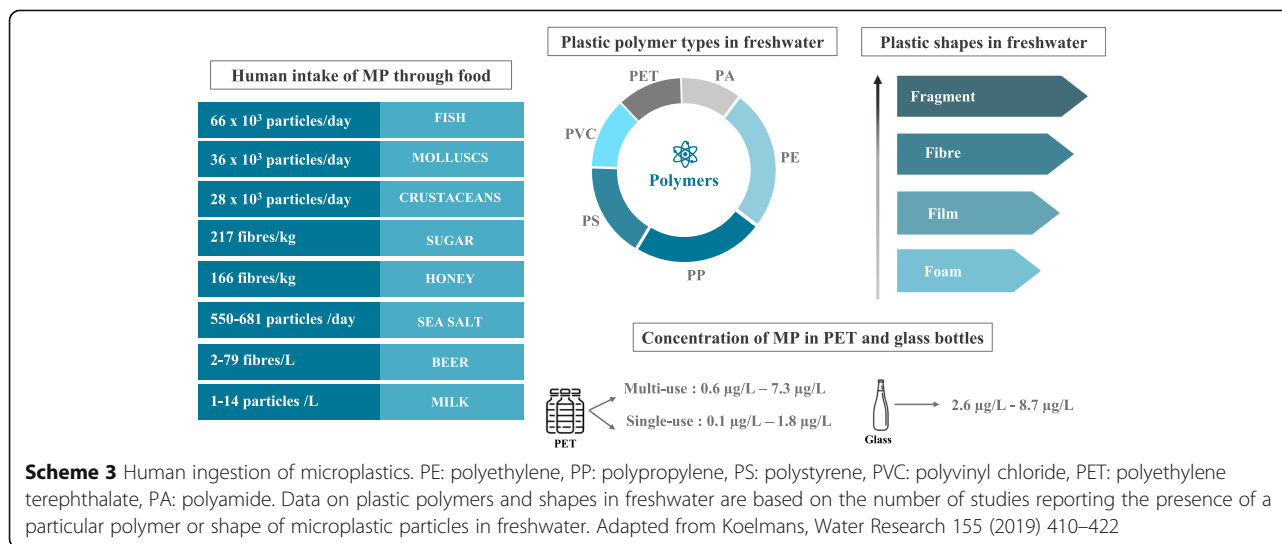 Human intake of MP through food
66 x 10³ particles/day FISH
36 x 10³ particles/day MOLLUSCS
28 x 10³ particles/day CRUSTACEANS
217 fibres/kg SUGAR
166 fibres/kg HONEY
550-681 particles /day SEA SALT
2-79 fibres/L BEER
1-14 particles /L MILK
Plastic polymer types in freshwater
PET
PA
PVC
PE
Polymers
PS
PP
Plastic shapes in freshwater
Fragment
Fibre
Film
Foam
Concentration of MP in PET and glass bottles
Multi-use : 0.6 µg/L – 7.3 µg/L
Single-use : 0.1 µg/L – 1.8 µg/L
PET
2.6 µg/L - 8.7 µg/L
Glass
Scheme 3 Human ingestion of microplastics. PE: polyethylene, PP: polypropylene, PS: polystyrene, PVC: polyvinyl chloride, PET: polyethylene
terephthalate, PA: polyamide. Data on plastic polymers and shapes in freshwater are based on the number of studies reporting the presence of a
particular polymer or shape of microplastic particles in freshwater. Adapted from Koelmans, Water Research 155 (2019) 410–422